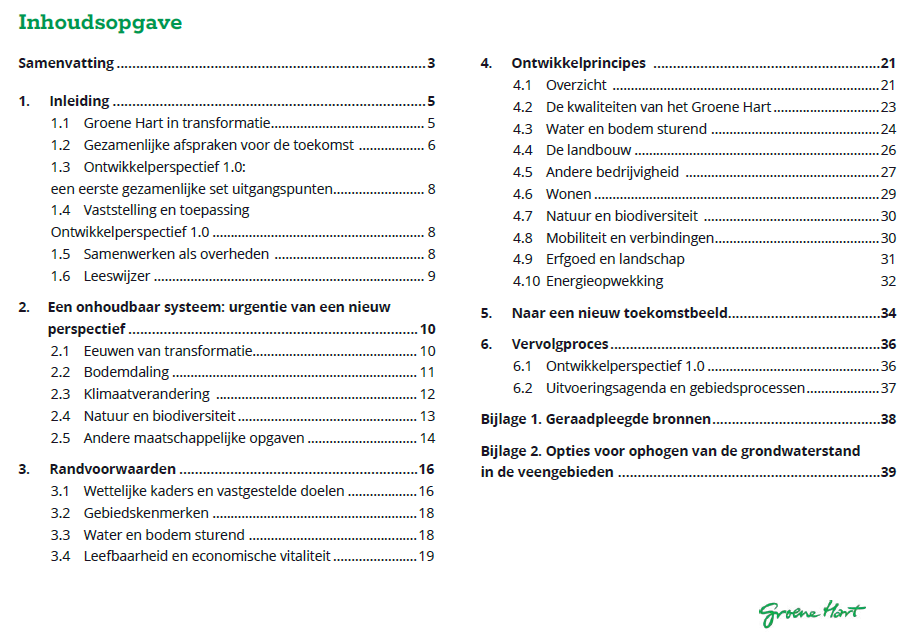 Inhoudsopgave
Samenvatting ........................................ 3
1. Inleiding ........................................ 5
1.1 Groene Hart in transformatie........................................ 5
1.2 Gezamenlijke afspraken voor de toekomst ................. 6
1.3 Ontwikkelperspectief 1.0:
een eerste gezamenlijke set uitgangspunten........................ 8
1.4 Vaststelling en toepassing
Ontwikkelperspectief 1.0 ........................................ 8
1.5 Samenwerken als overheden ........................................ 8
1.6 Leeswijzer ........................................ 9
2. Een onhoudbaar systeem: urgentie van een nieuw
perspectief ........................................ 10
2.1 Eeuwen van transformatie........................................ 10
2.2 Bodemdaling ........................................ 11
2.3 Klimaatverandering ........................................ 12
2.4 Natuur en biodiversiteit ........................................ 13
2.5 Andere maatschappelijke opgaven ............................ 14
3. Randvoorwaarden ........................................ 16
3.1 Wettelijke kaders en vastgestelde doelen .................. 16
3.2 Gebiedskenmerken ........................................ 18
3.3 Water en bodem sturend ........................................ 18
3.4 Leefbaarheid en economische vitaliteit ...................... 19
4. Ontwikkelprincipes ........................................ 21
4.1 Overzicht ........................................ 21
4.2 De kwaliteiten van het Groene Hart ........................... 23
4.3 Water en bodem sturend ........................................ 24
4.4 De landbouw ........................................ 26
4.5 Andere bedrijvigheid ........................................ 27
4.6 Wonen ........................................ 29
4.7 Natuur en biodiversiteit ........................................ 30
4.8 Mobiliteit en verbindingen........................................ 30
4.9 Erfgoed en landschap 31
4.10 Energieopwekking 32
5. Naar een nieuw toekomstbeeld........................................ 34
6. Vervolgproces ........................................ 36
6.1 Ontwikkelperspectief 1.0 ........................................ 36
6.2 Uitvoeringsagenda en gebiedsprocessen................... 37
Bijlage 1. Geraadpleegde bronnen........................................ 38
Bijlage 2. Opties voor ophogen van de grondwaterstand
in de veengebieden ........................................ 39
Groene Hart